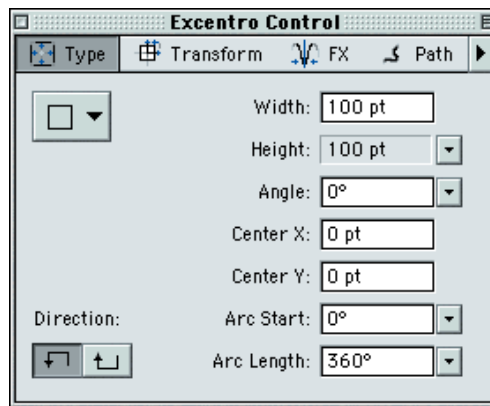 Excentro Control
Type Transform FX Path
Width: 100 pt
Height: 100 pt
Angle: 0°
Center X: 0 pt
Center Y: 0 pt
Direction: Arc Start: 0°
Arc Length: 360°